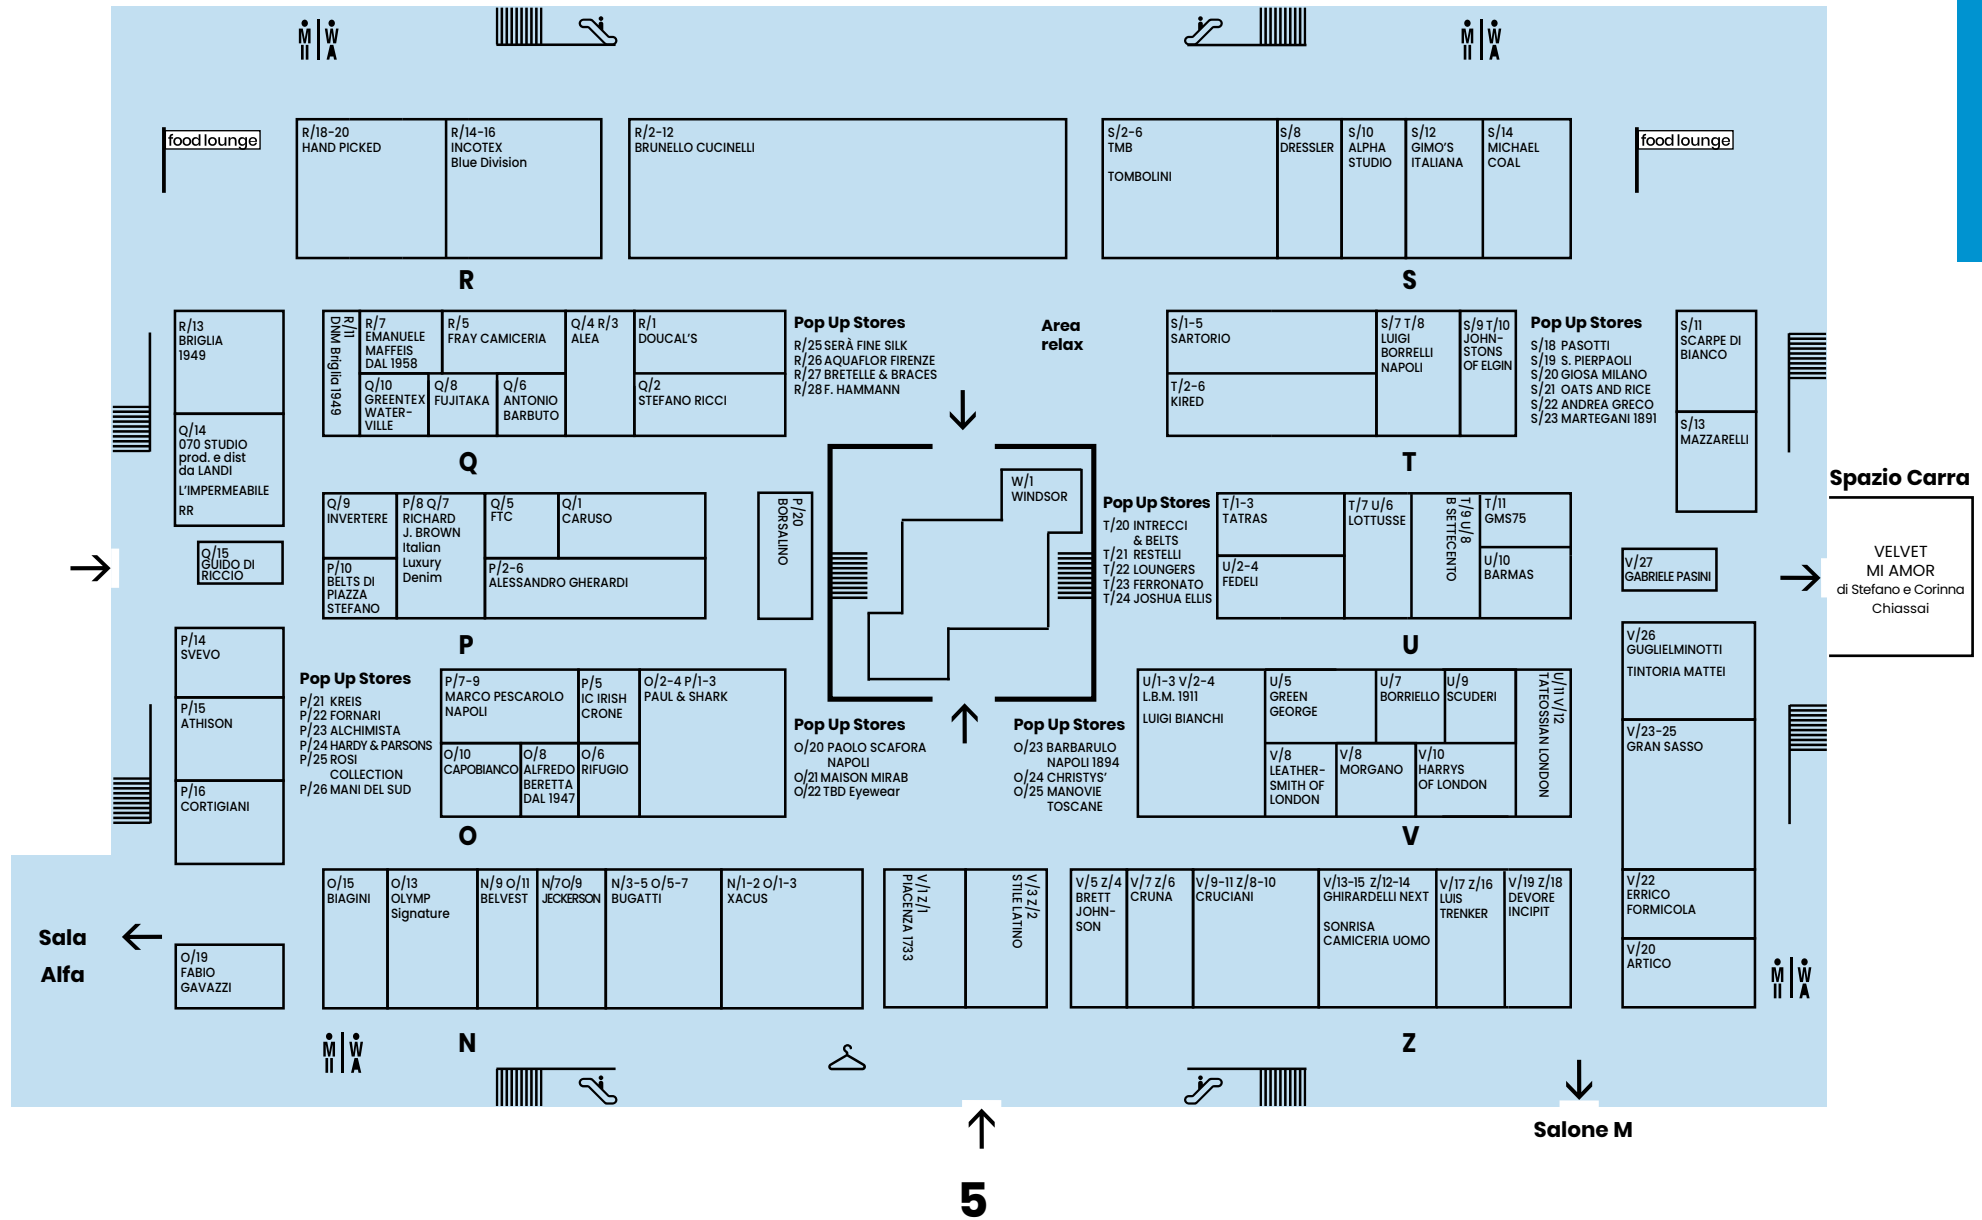 M
W
A
M
W
A
food lounge
R/18-20
HAND PICKED
R/14-16
INCOTEX
Blue Division
R/2-12
BRUNELLO CUCINELLI
S/2-6
TMB
TOMBOLINI
S/8
DRESSLER
S/10
ALPHA
STUDIO
S/12
GIMO'S
ITALIANA
S/14
MICHAEL
COAL
food lounge
R
S
R/13
BRIGLIA
1949
Q/14
070 STUDIO
prod. e dist
da LANDI
L'IMPERMEABILE
RR
Q/15
GUIDO DI
RICCIO
R/11
DNM Briglia 1949
R/7
EMANUELE
MAFFEIS
DAL 1958
R/5
FRAY CAMICERIA
Q/4 R/3
ALEA
R/1
DOUCAL'S
Q/10
GREENTEX
WATER-
VILLE
Q/8
FUJITAKA
Q/6
ANTONIO
BARBUTO
Q/2
STEFANO RICCI
Pop Up Stores
R/25 SERÀ FINE SILK
R/26 AQUAFLOR FIRENZE
R/27 BRETELLE & BRACES
R/28 F. HAMMANN
Area
relax
S/1-5
SARTORIO
T/2-6
KIRED
S/7 T/8
LUIGI
BORRELLI
NAPOLI
S/9 T/10
JOHN-
STONS
OF ELGIN
Pop Up Stores
S/18 PASOTTI
S/19 S. PIERPAOLI
S/20 GIOSA MILANO
S/21 OATS AND RICE
S/22 ANDREA GRECO
S/23 MARTEGANI 1891
S/11
SCARPE DI
BIANCO
S/13
MAZZARELLI
Q
T
Q/9
INVERTERE
P/8 Q/7
RICHARD
J. BROWN
Italian
Luxury
Denim
Q/5
FTC
Q/1
CARUSO
P/10
BELTS DI
PIAZZA
STEFANO
P/2-6
ALESSANDRO GHERARDI
P/20
BORSALINO
W/1
WINDSOR
Pop Up Stores
T/20 INTRECCI
& BELTS
T/21 RESTELLI
T/22 LOUNGERS
T/23 FERRONATO
T/24 JOSHUA ELLIS
T/1-3
TATRAS
U/2-4
FEDELI
T/7 U/6
LOTTUSSE
T/9 U/8
B SETTECENTO
T/11
GMS75
U/10
BARMAS
V/27
GABRIELE PASINI
Spazio Carra
VELVET
MI AMOR
di Stefano e Corinna
Chiassai
P
U
P/14
SVEVO
P/15
ATHISON
P/16
CORTIGIANI
Pop Up Stores
P/21 KREIS
P/22 FORNARI
P/23 ALCHIMISTA
P/24 HARDY & PARSONS
P/25 ROSI
COLLECTION
P/26 MANI DEL SUD
P/7-9
MARCO PESCAROLO
NAPOLI
P/5
IC IRISH
CRONE
O/2-4 P/1-3
PAUL & SHARK
O/10
CAPOBIANCO
O/8
ALFREDO
BERETTA
DAL 1947
O/6
RIFUGIO
Pop Up Stores
O/20 PAOLO SCAFORA
NAPOLI
O/21 MAISON MIRAB
O/22 TBD Eyewear
Pop Up Stores
O/23 BARBARULO
NAPOLI 1894
O/24 CHRISTYS'
O/25 MANOVIE
TOSCANE
U/1-3 V/2-4
L.B.M. 1911
LUIGI BIANCHI
U/5
GREEN
GEORGE
U/7
BORRIELLO
U/9
SCUDERI
U/11 V/12
TATEOSSIAN LONDON
V/8
LEATHER-
SMITH OF
LONDON
V/8
MORGANO
V/10
HARRYS
OF LONDON
V/26
GUGLIELMINOTTI
TINTORIA MATTEI
V/23-25
GRAN SASSO
V/22
ERRICO
FORMICOLA
V/20
ARTICO
O
V
Sala
Alfa
O/19
FABIO
GAVAZZI
O/15
BIAGINI
O/13
OLYMP
Signature
N/9 O/11
BELVEST
N/7 O/9
JECKERSON
N/3-5 O/5-7
BUGATTI
N/1-2 O/1-3
XACUS
V/1 Z/1
PIACENZA 1733
V/3 Z/2
STILE LATINO
V/5 Z/4
BRETT
JOHN-
SON
V/7 Z/6
CRUNA
V/9-11 Z/8-10
CRUCIANI
V/13-15 Z/12-14
GHIRARDELLI NEXT
SONRISA
CAMICERIA UOMO
V/17 Z/16
LUIS
TRENKER
V/19 Z/18
DEVORE
INCIPIT
M
W
A
M
W
A
N
Z
Salone M
5